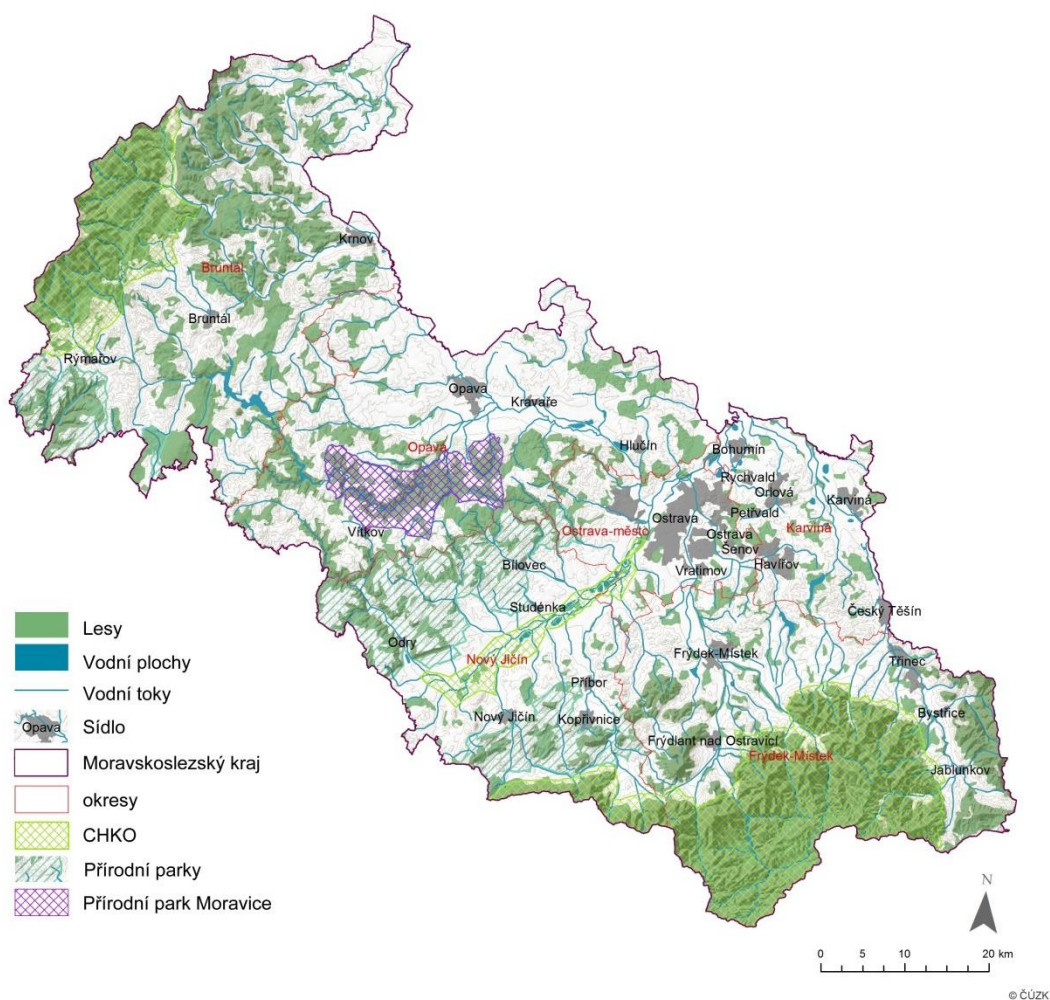 Krnov
Bruntál
Bruntál
Rýmařov
Opava
Kravaře
Opava
Hlučín
Bohumín
Rychvald
Orlová
Karviná
Petřvald
Ostrava
Ostrava-město
Karviná
Ostrava
Šenov
Vítkov
Bílovec
Vratimov
Havířov
Studénka
Český Těšín
Odry
Nový Jičín
Frýdek-Místek
Třinec
Příbor
Nový Jičín
Kopřivnice
Bystřice
Frýdlant nad Ostravicí
Frýdek-Místek
Jablunkov
Lesy
Vodní plochy
Vodní toky
Opava
Sídlo
Moravskoslezský kraj
okresy
CHKO
Přírodní parky
Přírodní park Moravice
N
0 5 10 20 km
© ČÚZK